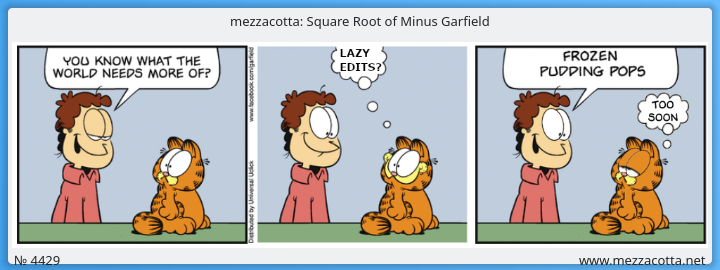 mezzacotta: Square Root of Minus Garfield
YOU KNOW WHAT THE
WORLD NEEDS MORE OF?
www.facebook.com/garfield
Distributed by Universal Uclick
LAZY
EDITS?
FROZEN
PUDDING POPS
TOO
SOON
№ 4429
www.mezzacotta.net